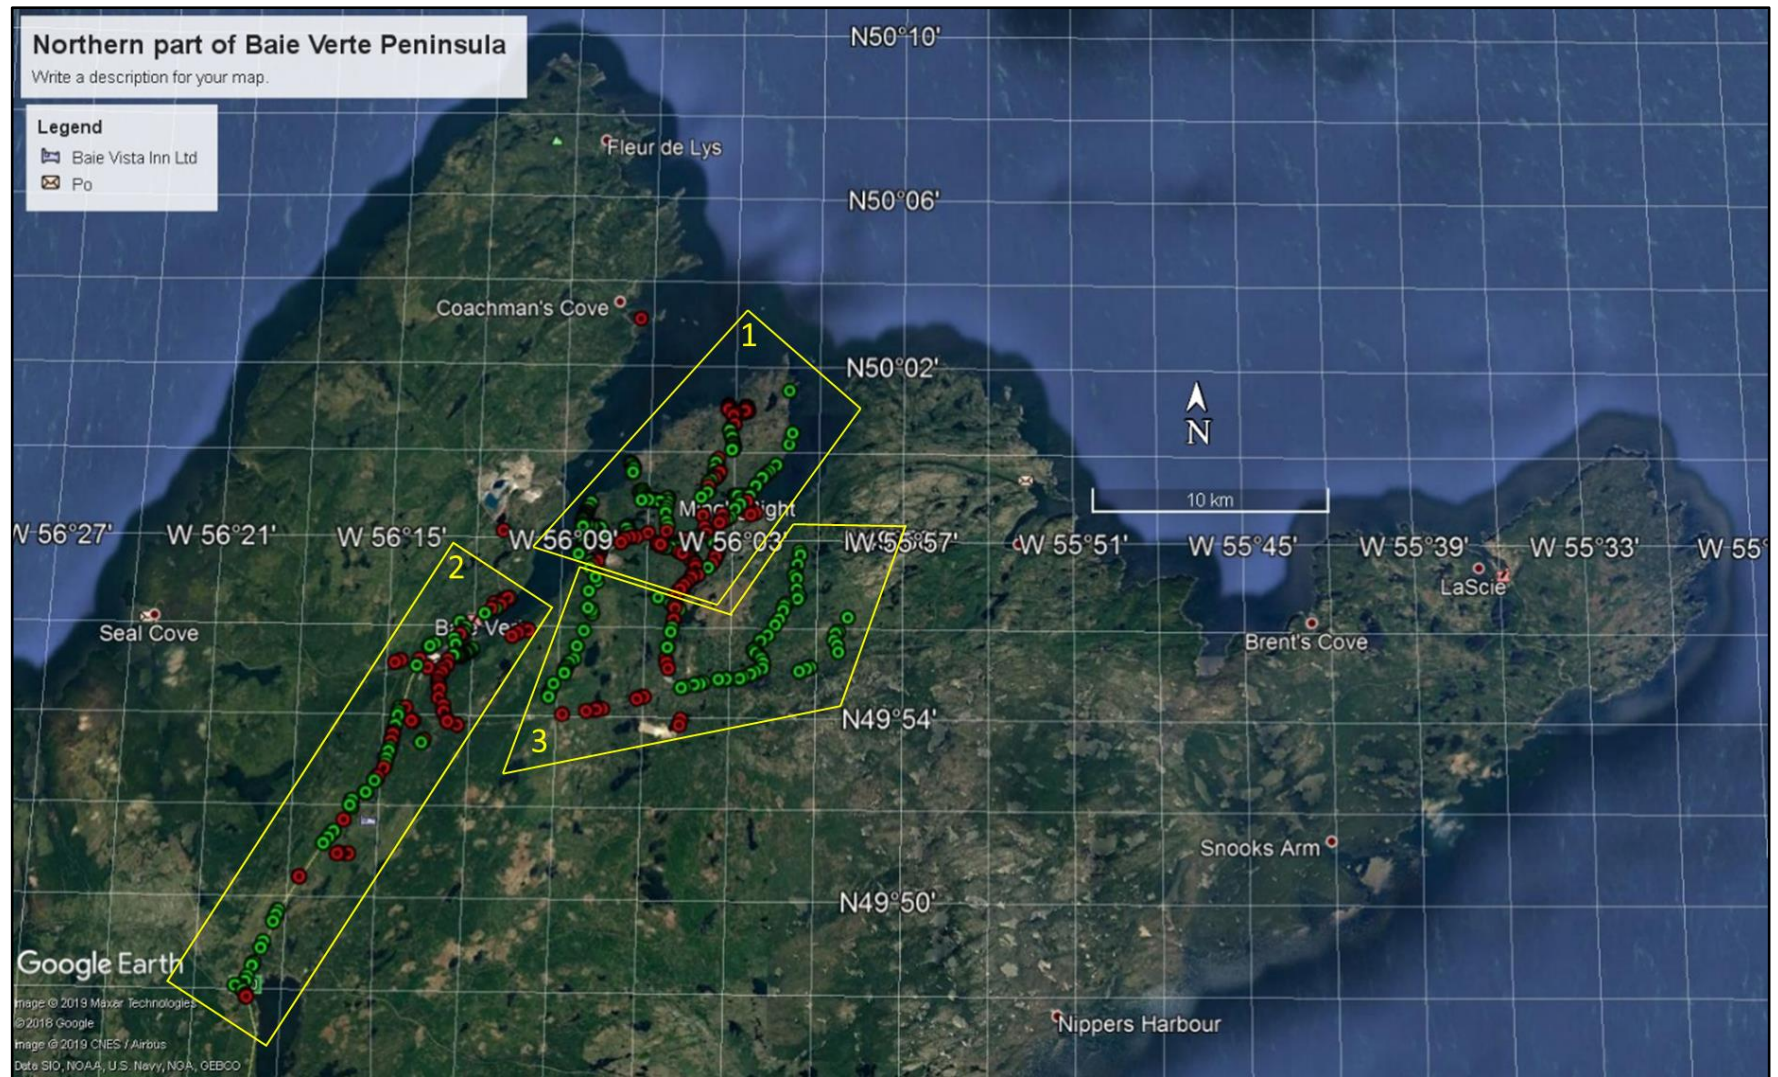 Northern part of Baie Verte Peninsula
Write a description for your map.
Legend
Baie Vista Inn Ltd
Po
N50°10'
Fleur de Lys
N50°06'
Coachman's Cove
1
N50°02'
N
10 km
W 56°27' W 56°21' W 56°15' W 56°09' W 56°03' W 55°51' W 55°45' W 55°39' W 55°33' W 55°
2
LaScie
Seal Cove
Brent's Cove
N49°54'
3
Snooks Arm
N49°50'
Google Earth
Image © 2019 Maxar Technologies
© 2018 Google
Image © 2019 CNES / Airbus
Data SIO, NOAA, U.S. Navy, NGA, GEBCO
Nippers Harbour